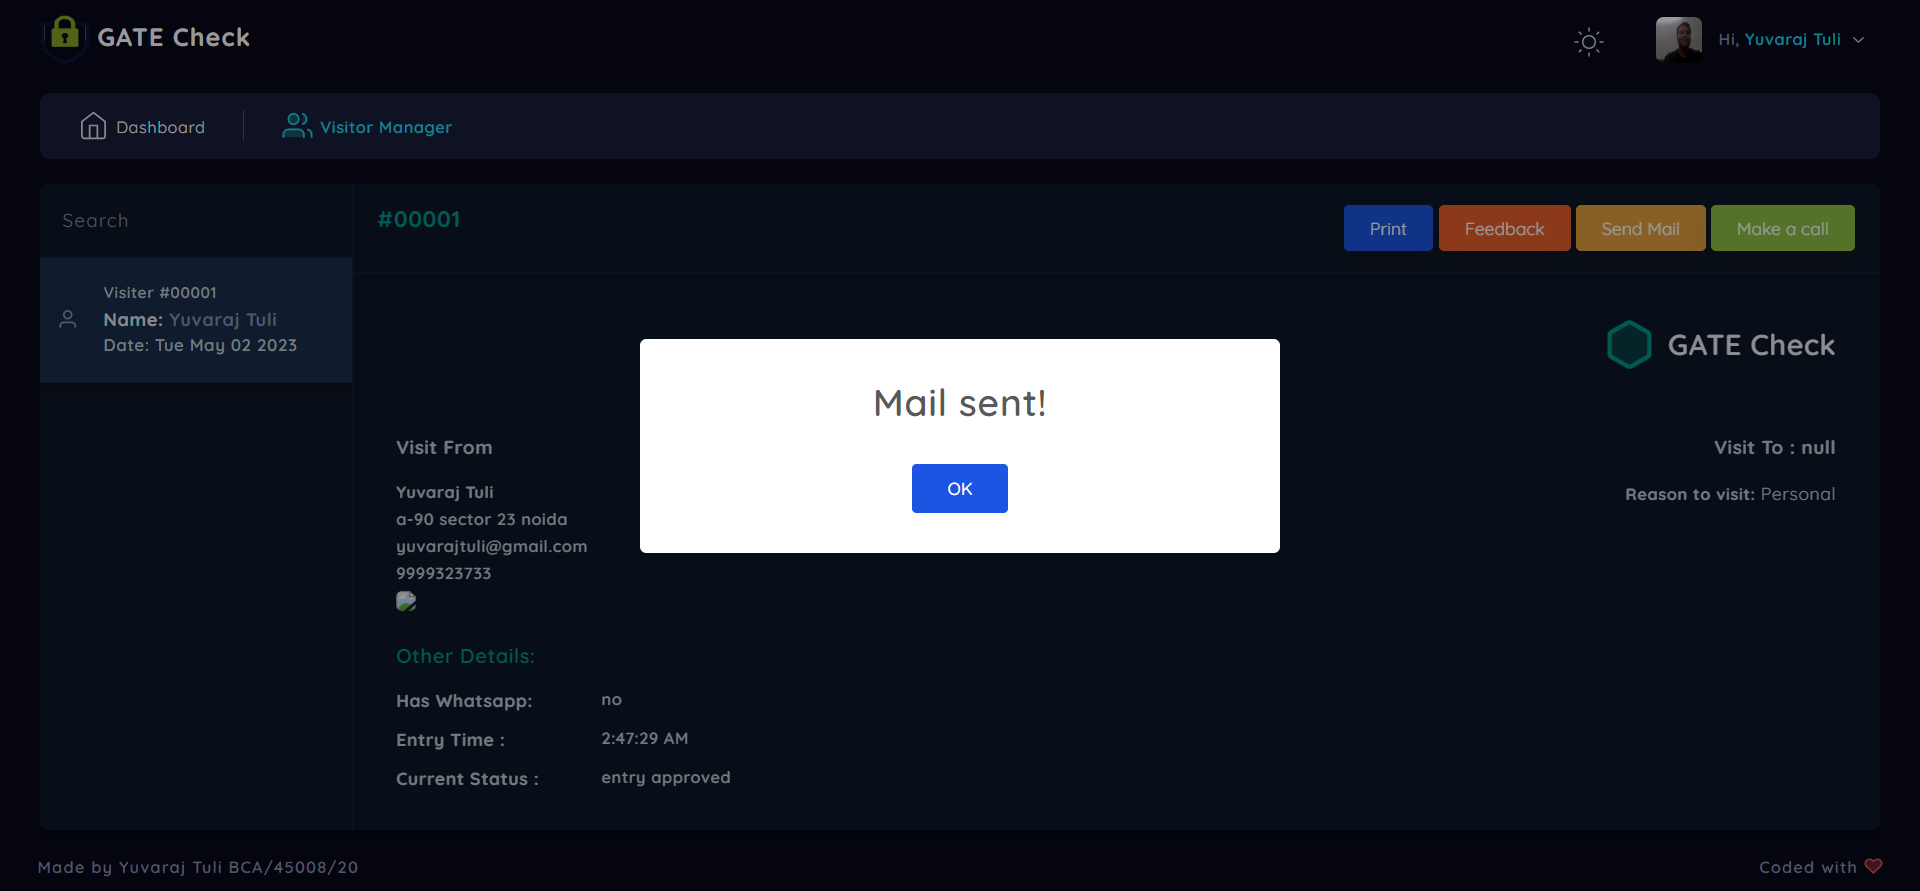 GATE Check
Hi, Yuvaraj Tuli
Dashboard
Visitor Manager
Search
#00001
Print
Feedback
Send Mail
Make a call
Visiter #00001
Name: Yuvaraj Tuli
Date: Tue May 02 2023
GATE Check
Mail sent!
OK
Visit From
Visit To : null
Yuvaraj Tuli
Reason to visit: Personal
a-90 sector 23 noida
yuvarajtuli@gmail.com
9999323733
Other Details:
Has Whatsapp: no
Entry Time : 2:47:29 AM
Current Status : entry approved
Made by Yuvaraj Tuli BCA/45008/20
Coded with